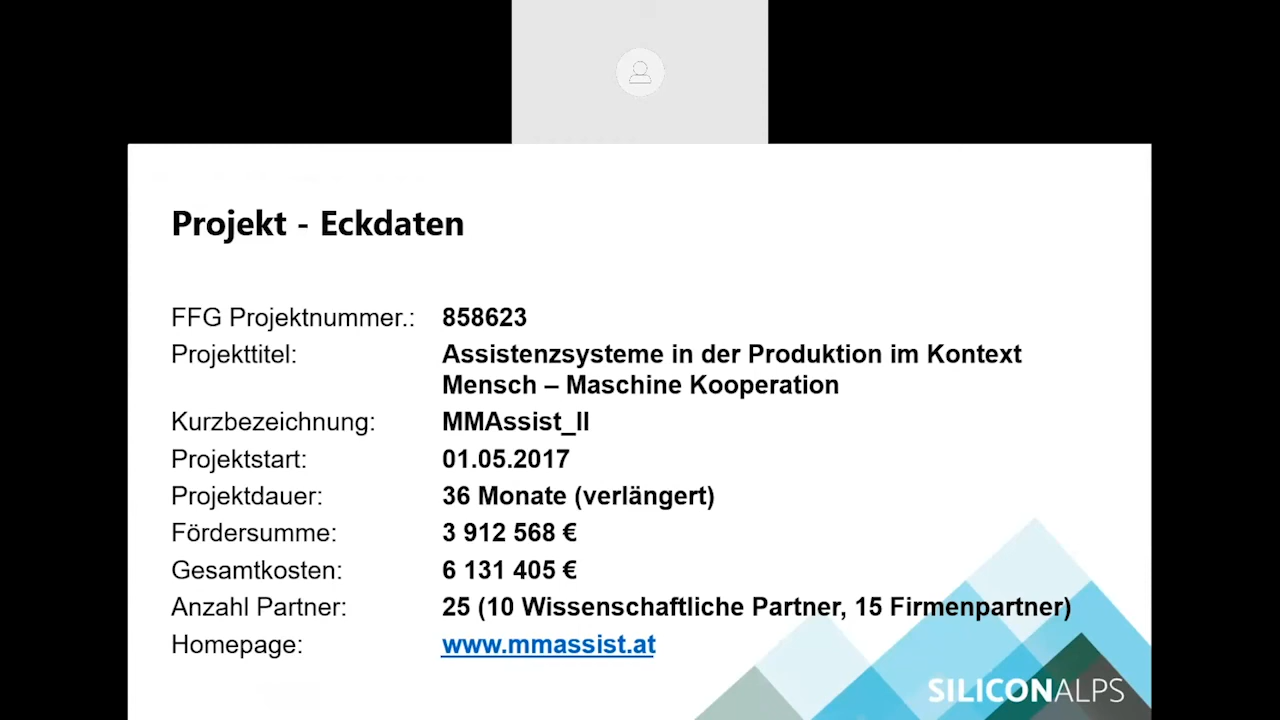 Projekt - Eckdaten
FFG Projektnummer.: 858623
Projekttitel: Assistenzsysteme in der Produktion im Kontext
Mensch – Maschine Kooperation
Kurzbezeichnung: MMAssist_II
Projektstart: 01.05.2017
Projektdauer: 36 Monate (verlängert)
Fördersumme: 3 912 568 €
Gesamtkosten: 6 131 405 €
Anzahl Partner: 25 (10 Wissenschaftliche Partner, 15 Firmenpartner)
Homepage: www.mmassist.at
SILICONALPS